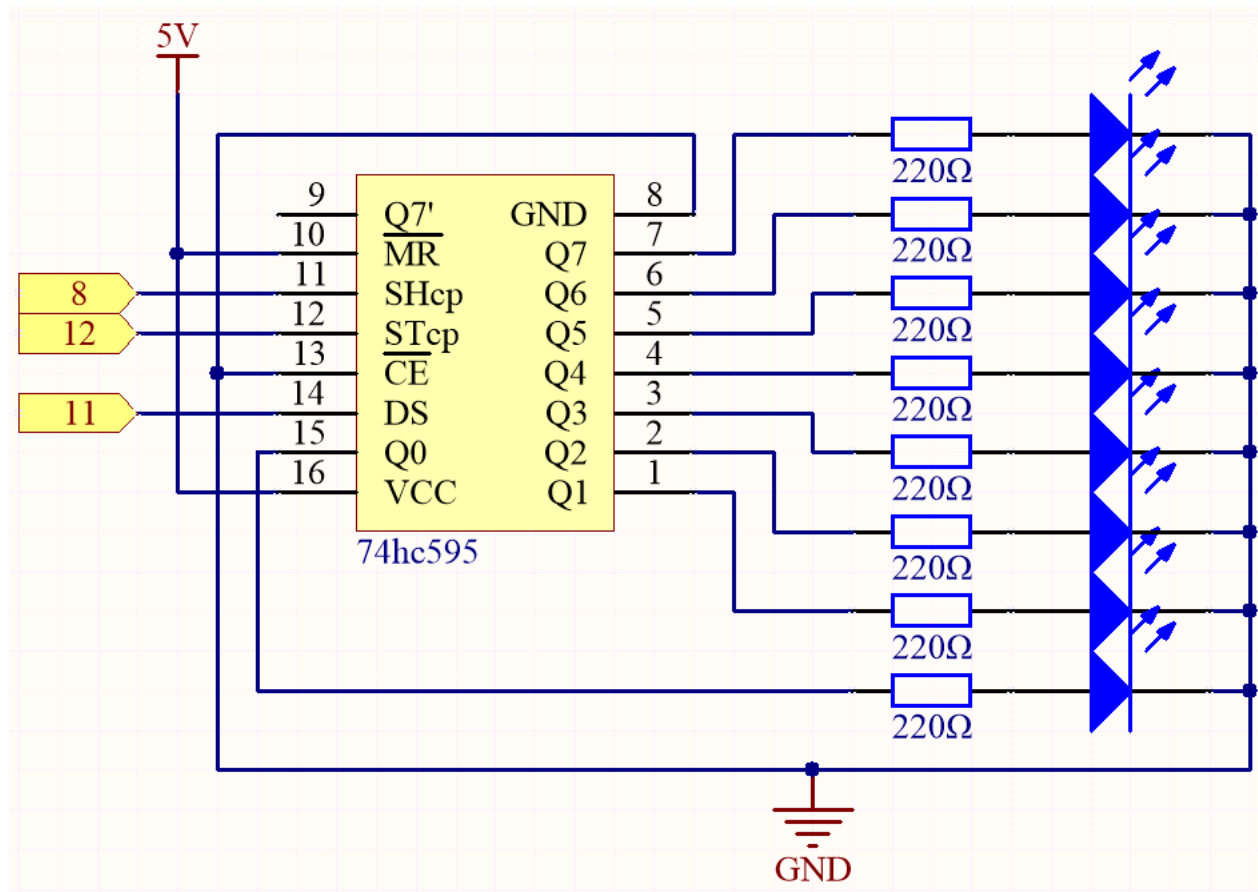 5V
9
Q7'
GND
8
10
MR
Q7
7
8
11
SHcp
Q6
6
12
12
STcp
Q5
5
13
CE
Q4
4
11
14
DS
Q3
3
15
Q0
Q2
2
16
VCC
Q1
1
74hc595
220Ω
220Ω
220Ω
220Ω
220Ω
220Ω
220Ω
220Ω
GND